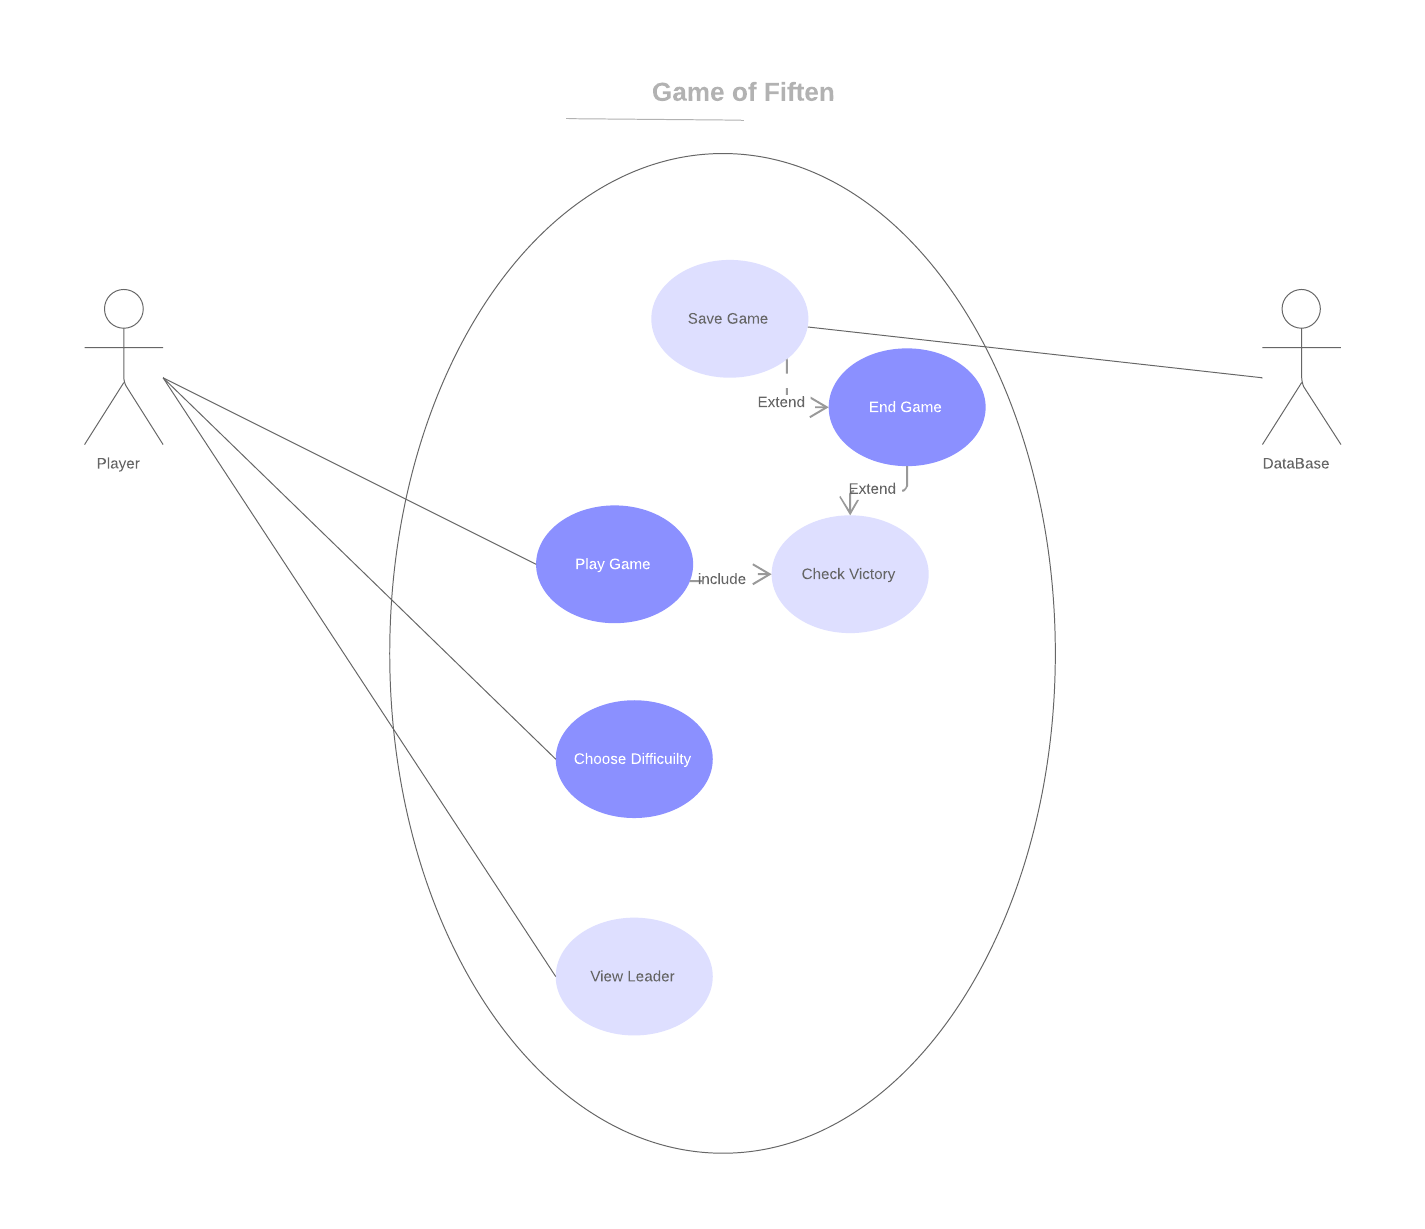 Game of Fiften
Save Game
Extend
End Game
Player
DataBase
Extend
Play Game
include
Check Victory
Choose Difficuilty
View Leader